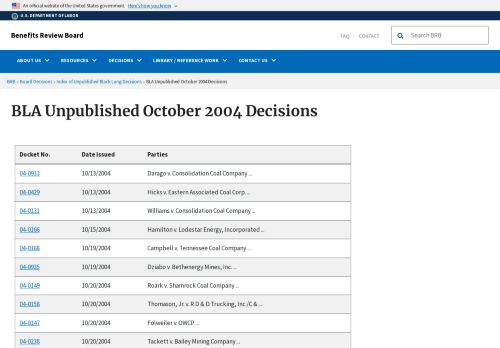 An official website of the United States government. Here's how you know
U.S. DEPARTMENT OF LABOR
Benefits Review Board
FAQ CONTACT
Search BRB
ABOUT US RESOURCES DECISIONS LIBRARY / REFERENCE WORK CONTACT US
BRB › Board Decisions › Index of Unpublished Black Lung Decisions › BLA Unpublished October 2004 Decisions
BLA Unpublished October 2004 Decisions
Docket No. Date Issued Parties
04-0933 10/13/2004 Darago v. Consolidation Coal Company ...
04-0429 10/13/2004 Hicks v. Eastern Associated Coal Corp. ...
04-0131 10/13/2004 Williams v. Consolidation Coal Company ...
04-0166 10/15/2004 Hamilton v. Lodestar Energy, Incorporated ...
04-0168 10/19/2004 Campbell v. Tennessee Coal Company ...
04-0935 10/19/2004 Dziabo v. Bethenergy Mines, Inc. ...
04-0149 10/20/2004 Roark v. Shamrock Coal Company ...
04-0158 10/20/2004 Thomason, Jr. v. R D & D Trucking, Inc./C & ...
04-0147 10/20/2004 Folweiler v. OWCP ...
04-0238 10/20/2004 Tackett v. Bailey Mining Company ...